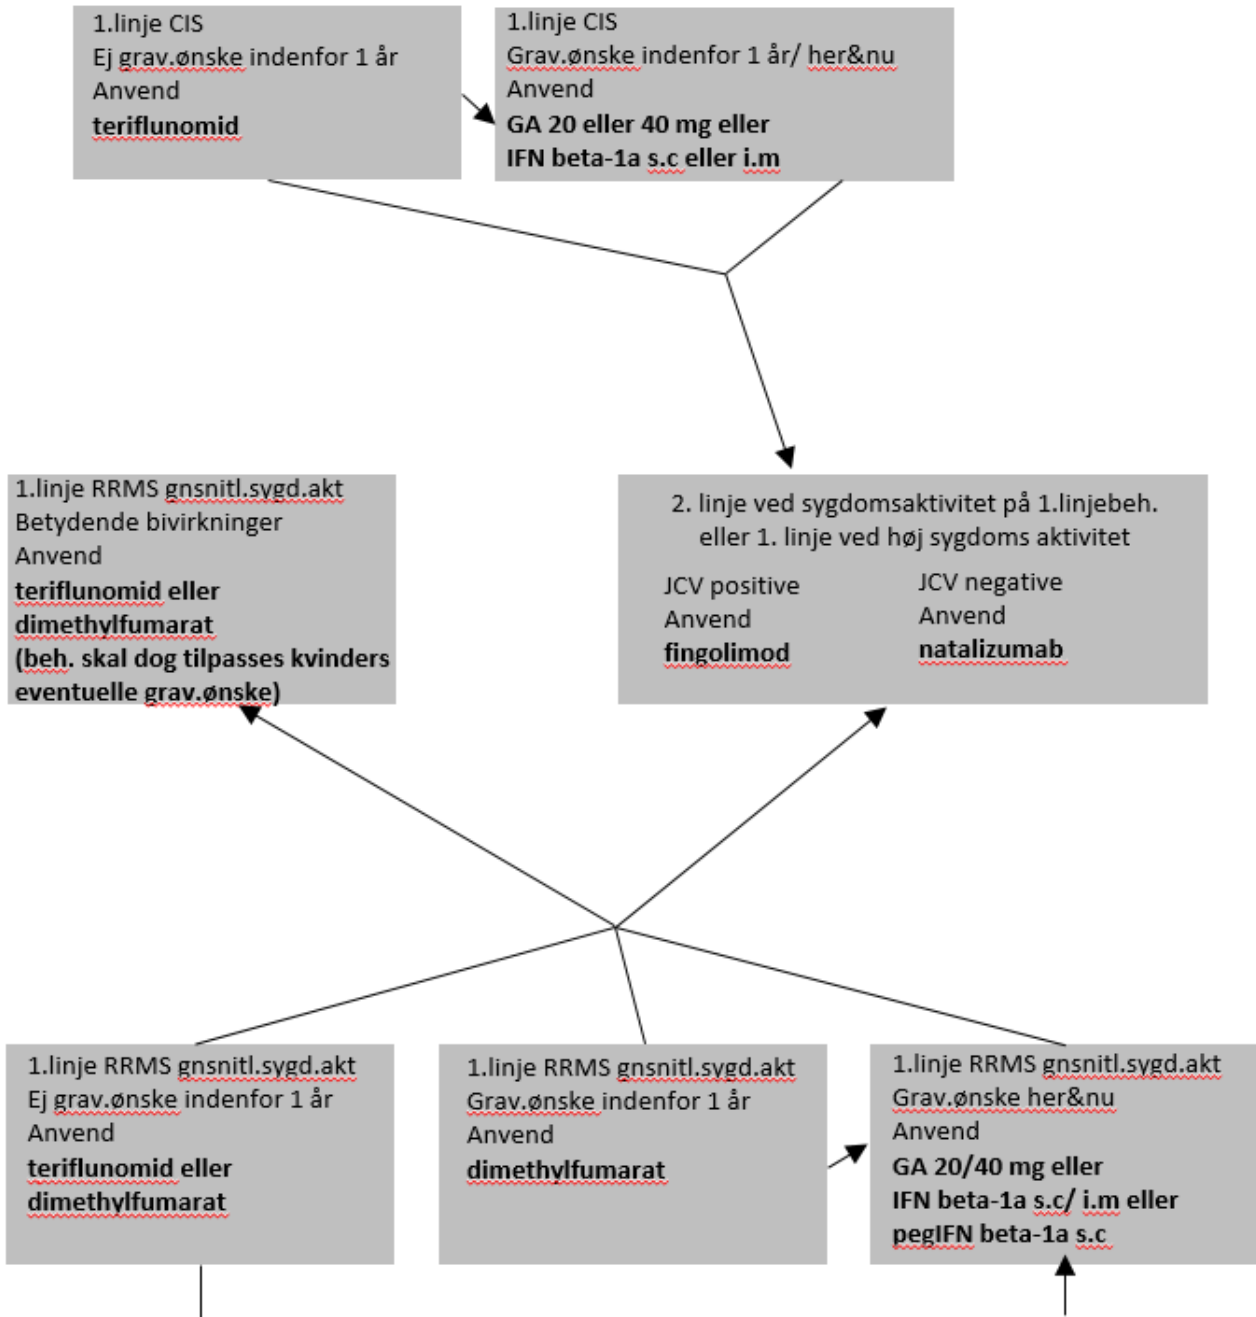 1.linje CIS
Ej grav.ønske indenfor 1 år
Anvend
teriflunomid
1.linje CIS
Grav.ønske indenfor 1 år/ her&nu
Anvend
GA 20 eller 40 mg eller
IFN beta-1a s.c eller i.m
1.linje RRMS gnsnitl.sygd.akt
Betydende bivirkninger
Anvend
teriflunomid eller
dimethylfumarat
(beh. skal dog tilpasses kvinders
eventuelle grav.ønske)
2. linje ved sygdomsaktivitet på 1.linjebeh.
eller 1. linje ved høj sygdoms aktivitet
JCV positive
Anvend
fingolimod
JCV negative
Anvend
natalizumab
1.linje RRMS gnsnitl.sygd.akt
Ej grav.ønske indenfor 1 år
Anvend
teriflunomid eller
dimethylfumarat
1.linje RRMS gnsnitl.sygd.akt
Grav.ønske indenfor 1 år
Anvend
dimethylfumarat
1.linje RRMS gnsnitl.sygd.akt
Grav.ønske her&nu
Anvend
GA 20/40 mg eller
IFN beta-1a s.c/ i.m eller
pegIFN beta-1a s.c